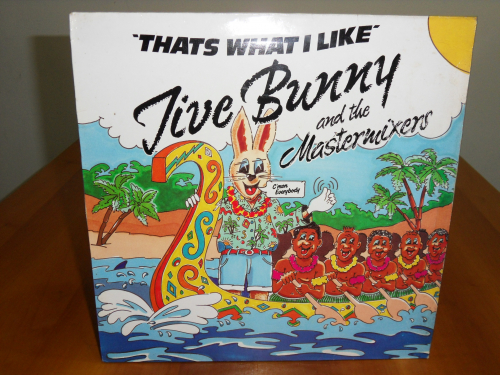 "THATS WHAT I LIKE"
Jive Bunny
and the
Mastermixers
C'mon
Everybody